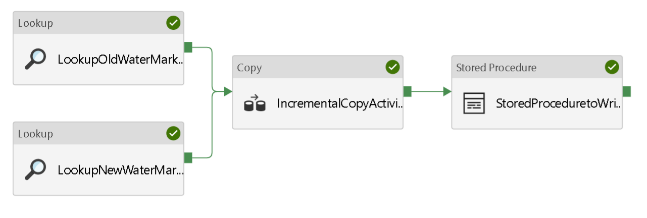 Lookup
LookupOldWaterMark...
Lookup
LookupNewWaterMar...
Copy
IncrementalCopyActivi...
Stored Procedure
StoredProceduretoWri...